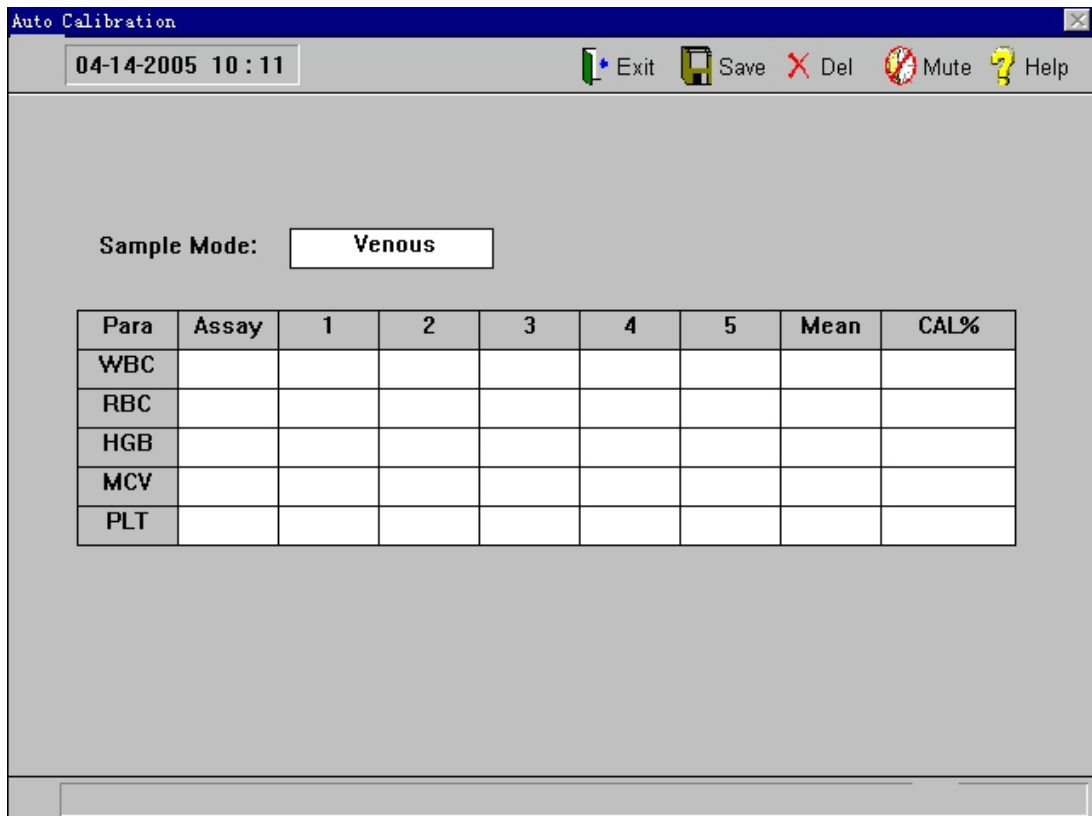 Auto Calibration
04-14-2005 10 : 11 Exit Save Del Mute Help
Sample Mode: Venous
Para Assay 1 2 3 4 5 Mean CAL%
WBC
RBC
HGB
MCV
PLT